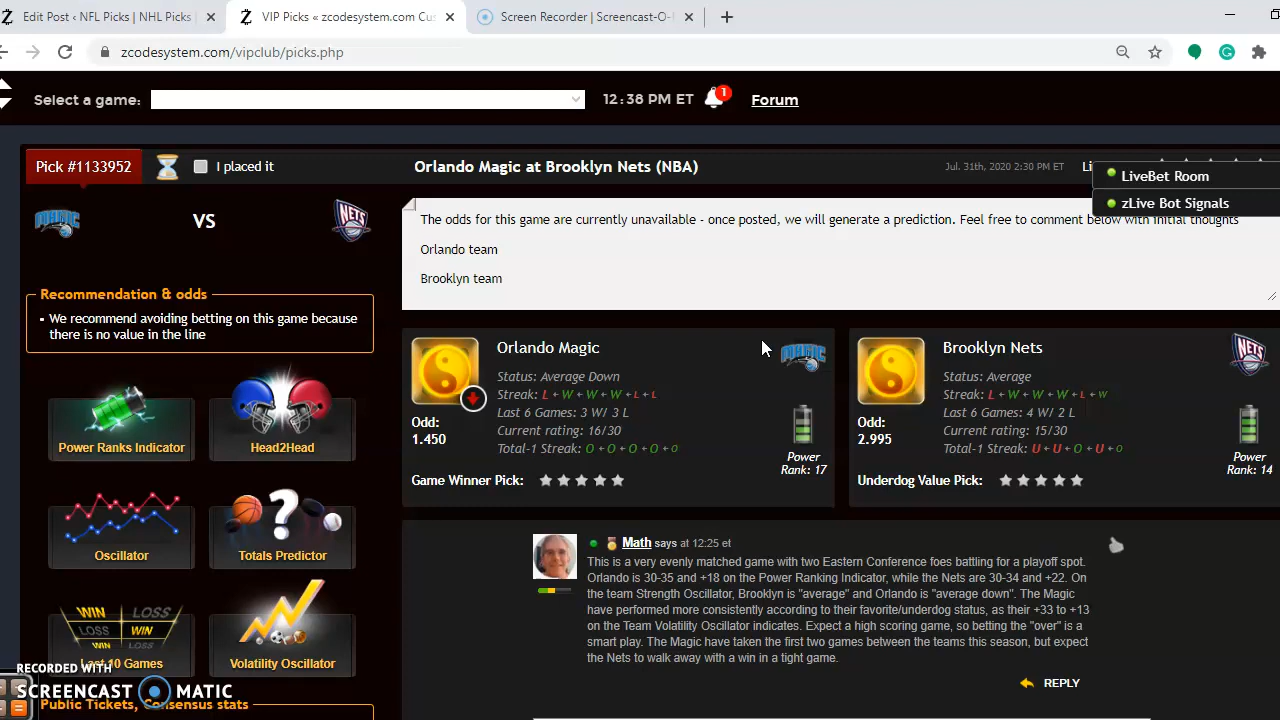 Edit Post ‹ NFL Picks | NHL Picks
VIP Picks « zcodesystem.com Cus
Screen Recorder | Screencast-O-
zcodesystem.com/vipclub/picks.php
Select a game:
12:38 PM ET
1
Forum
Pick #1133952
I placed it
Orlando Magic at Brooklyn Nets (NBA)
Jul. 31th, 2020 2:30 PM ET
LiveBet Room
zLive Bot Signals
MAGIC
VS
NETS
The odds for this game are currently unavailable - once posted, we will generate a prediction. Feel free to comment below with initial thoughts
Orlando team
Brooklyn team
Recommendation & odds
• We recommend avoiding betting on this game because
there is no value in the line
Power Ranks Indicator
Head2Head
Oscillator
Totals Predictor
WIN LOSS
LOSS WIN
WIN LOSS
Last 10 Games
Volatility Oscillator
Public Tickets, Consensus stats
Orlando Magic
MAGIC
Status: Average Down
Streak: L + W + W + W + L + L
Last 6 Games: 3 W/ 3 L
Odd:
1.450
Current rating: 16/30
Total-1 Streak: O + O + O + O + O
Power
Rank: 17
Game Winner Pick:
Brooklyn Nets
NETS
Status: Average
Streak: L + W + W + W + L + W
Last 6 Games: 4 W/ 2 L
Odd:
2.995
Current rating: 15/30
Total-1 Streak: U + U + O + U + O
Power
Rank: 14
Underdog Value Pick:
Math says at 12:25 et
This is a very evenly matched game with two Eastern Conference foes battling for a playoff spot.
Orlando is 30-35 and +18 on the Power Ranking Indicator, while the Nets are 30-34 and +22. On
the team Strength Oscillator, Brooklyn is "average" and Orlando is "average down". The Magic
have performed more consistently according to their favorite/underdog status, as their +33 to +13
on the Team Volatility Oscillator indicates. Expect a high scoring game, so betting the "over" is a
smart play. The Magic have taken the first two games between the teams this season, but expect
the Nets to walk away with a win in a tight game.
REPLY
RECORDED WITH
SCREENCAST MATIC